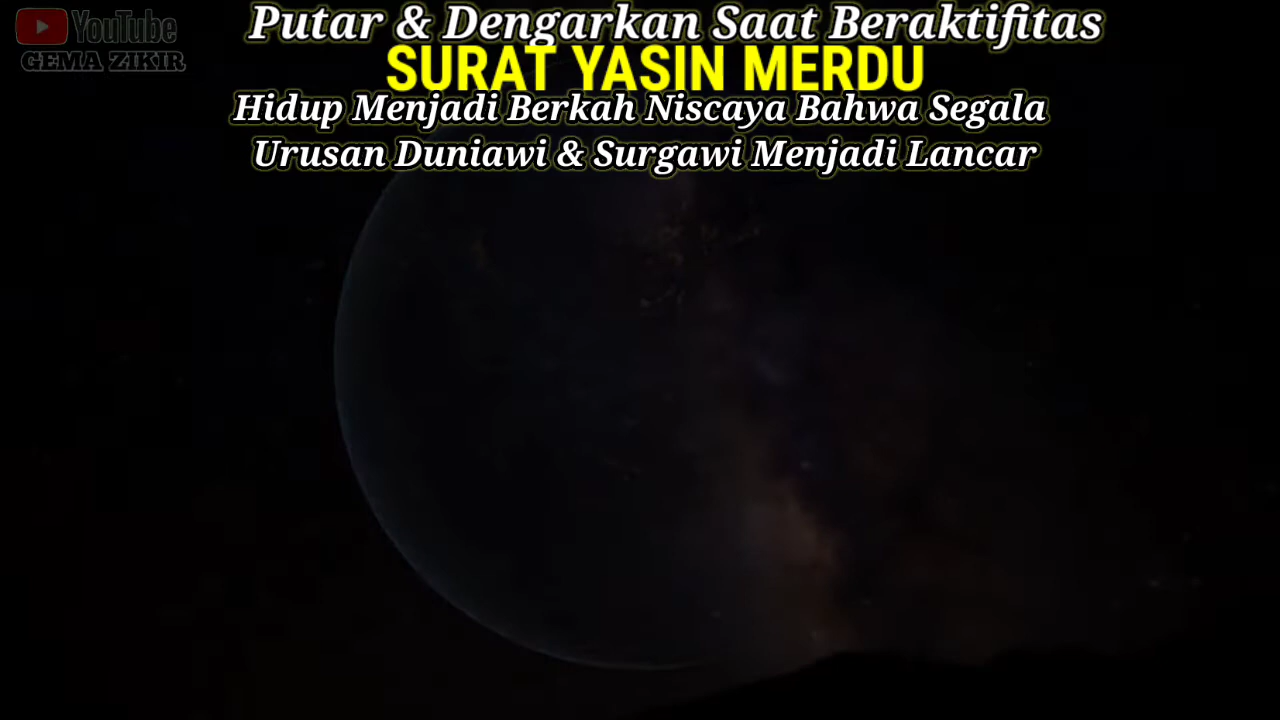 YouTube
GEMA ZIKIR
Putar & Dengarkan Saat Beraktifitas
SURAT YASIN MERDU
Hidup Menjadi Berkah Niscaya Bahwa Segala
Urusan Duniawi & Surgawi Menjadi Lancar